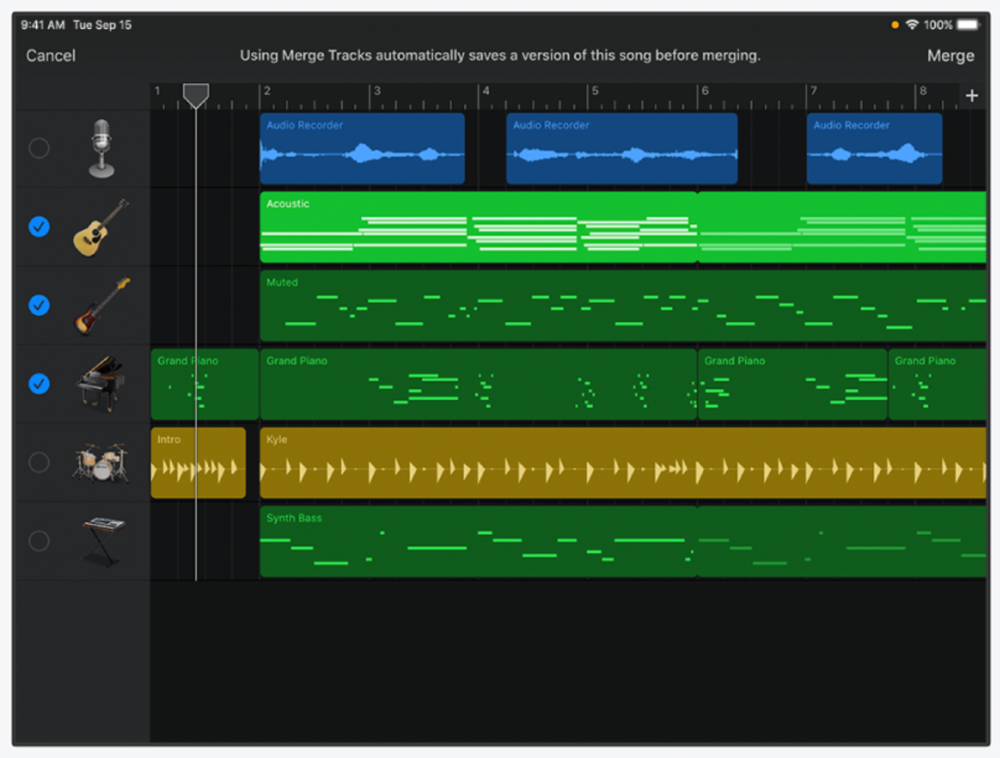 9:41 AM Tue Sep 15
100%
Cancel
Using Merge Tracks automatically saves a version of this song before merging.
Merge
1 2 3 4 5 6 7 8 +
Audio Recorder Audio Recorder Audio Recorder
Acoustic
Muted
Grand Piano Grand Piano Grand Piano Grand Piano
Intro Kyle
Synth Bass